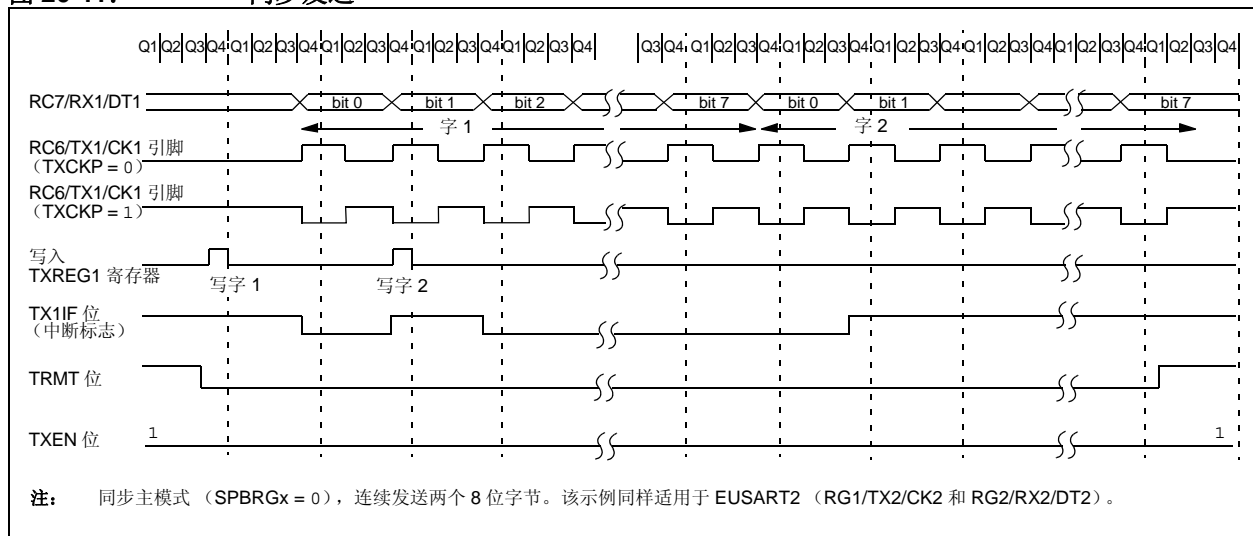 Q1 Q2 Q3 Q4 Q1 Q2 Q3 Q4 Q1 Q2 Q3 Q4 Q1 Q2 Q3 Q4 Q1 Q2 Q3 Q4 Q3 Q4 Q1 Q2 Q3 Q4 Q1 Q2 Q3 Q4 Q1 Q2 Q3 Q4 Q1 Q2 Q3 Q4 Q1 Q2 Q3 Q4 Q1 Q2 Q3 Q4
RC7/RX1/DT1 bit 0 bit 1 bit 2 bit 7 bit 0 bit 1 bit 7
字 1 字 2
RC6/TX1/CK1 引脚
（TXCKP = 0）
RC6/TX1/CK1 引脚
（TXCKP = 1）
写入
TXREG1 寄存器
写字 1 写字 2
TX1IF 位
（中断标志）
TRMT 位
TXEN 位 1 1
注： 同步主模式 （SPBRGx = 0），连续发送两个 8 位字节。该示例同样适用于 EUSART2 （RG1/TX2/CK2 和 RG2/RX2/DT2）。